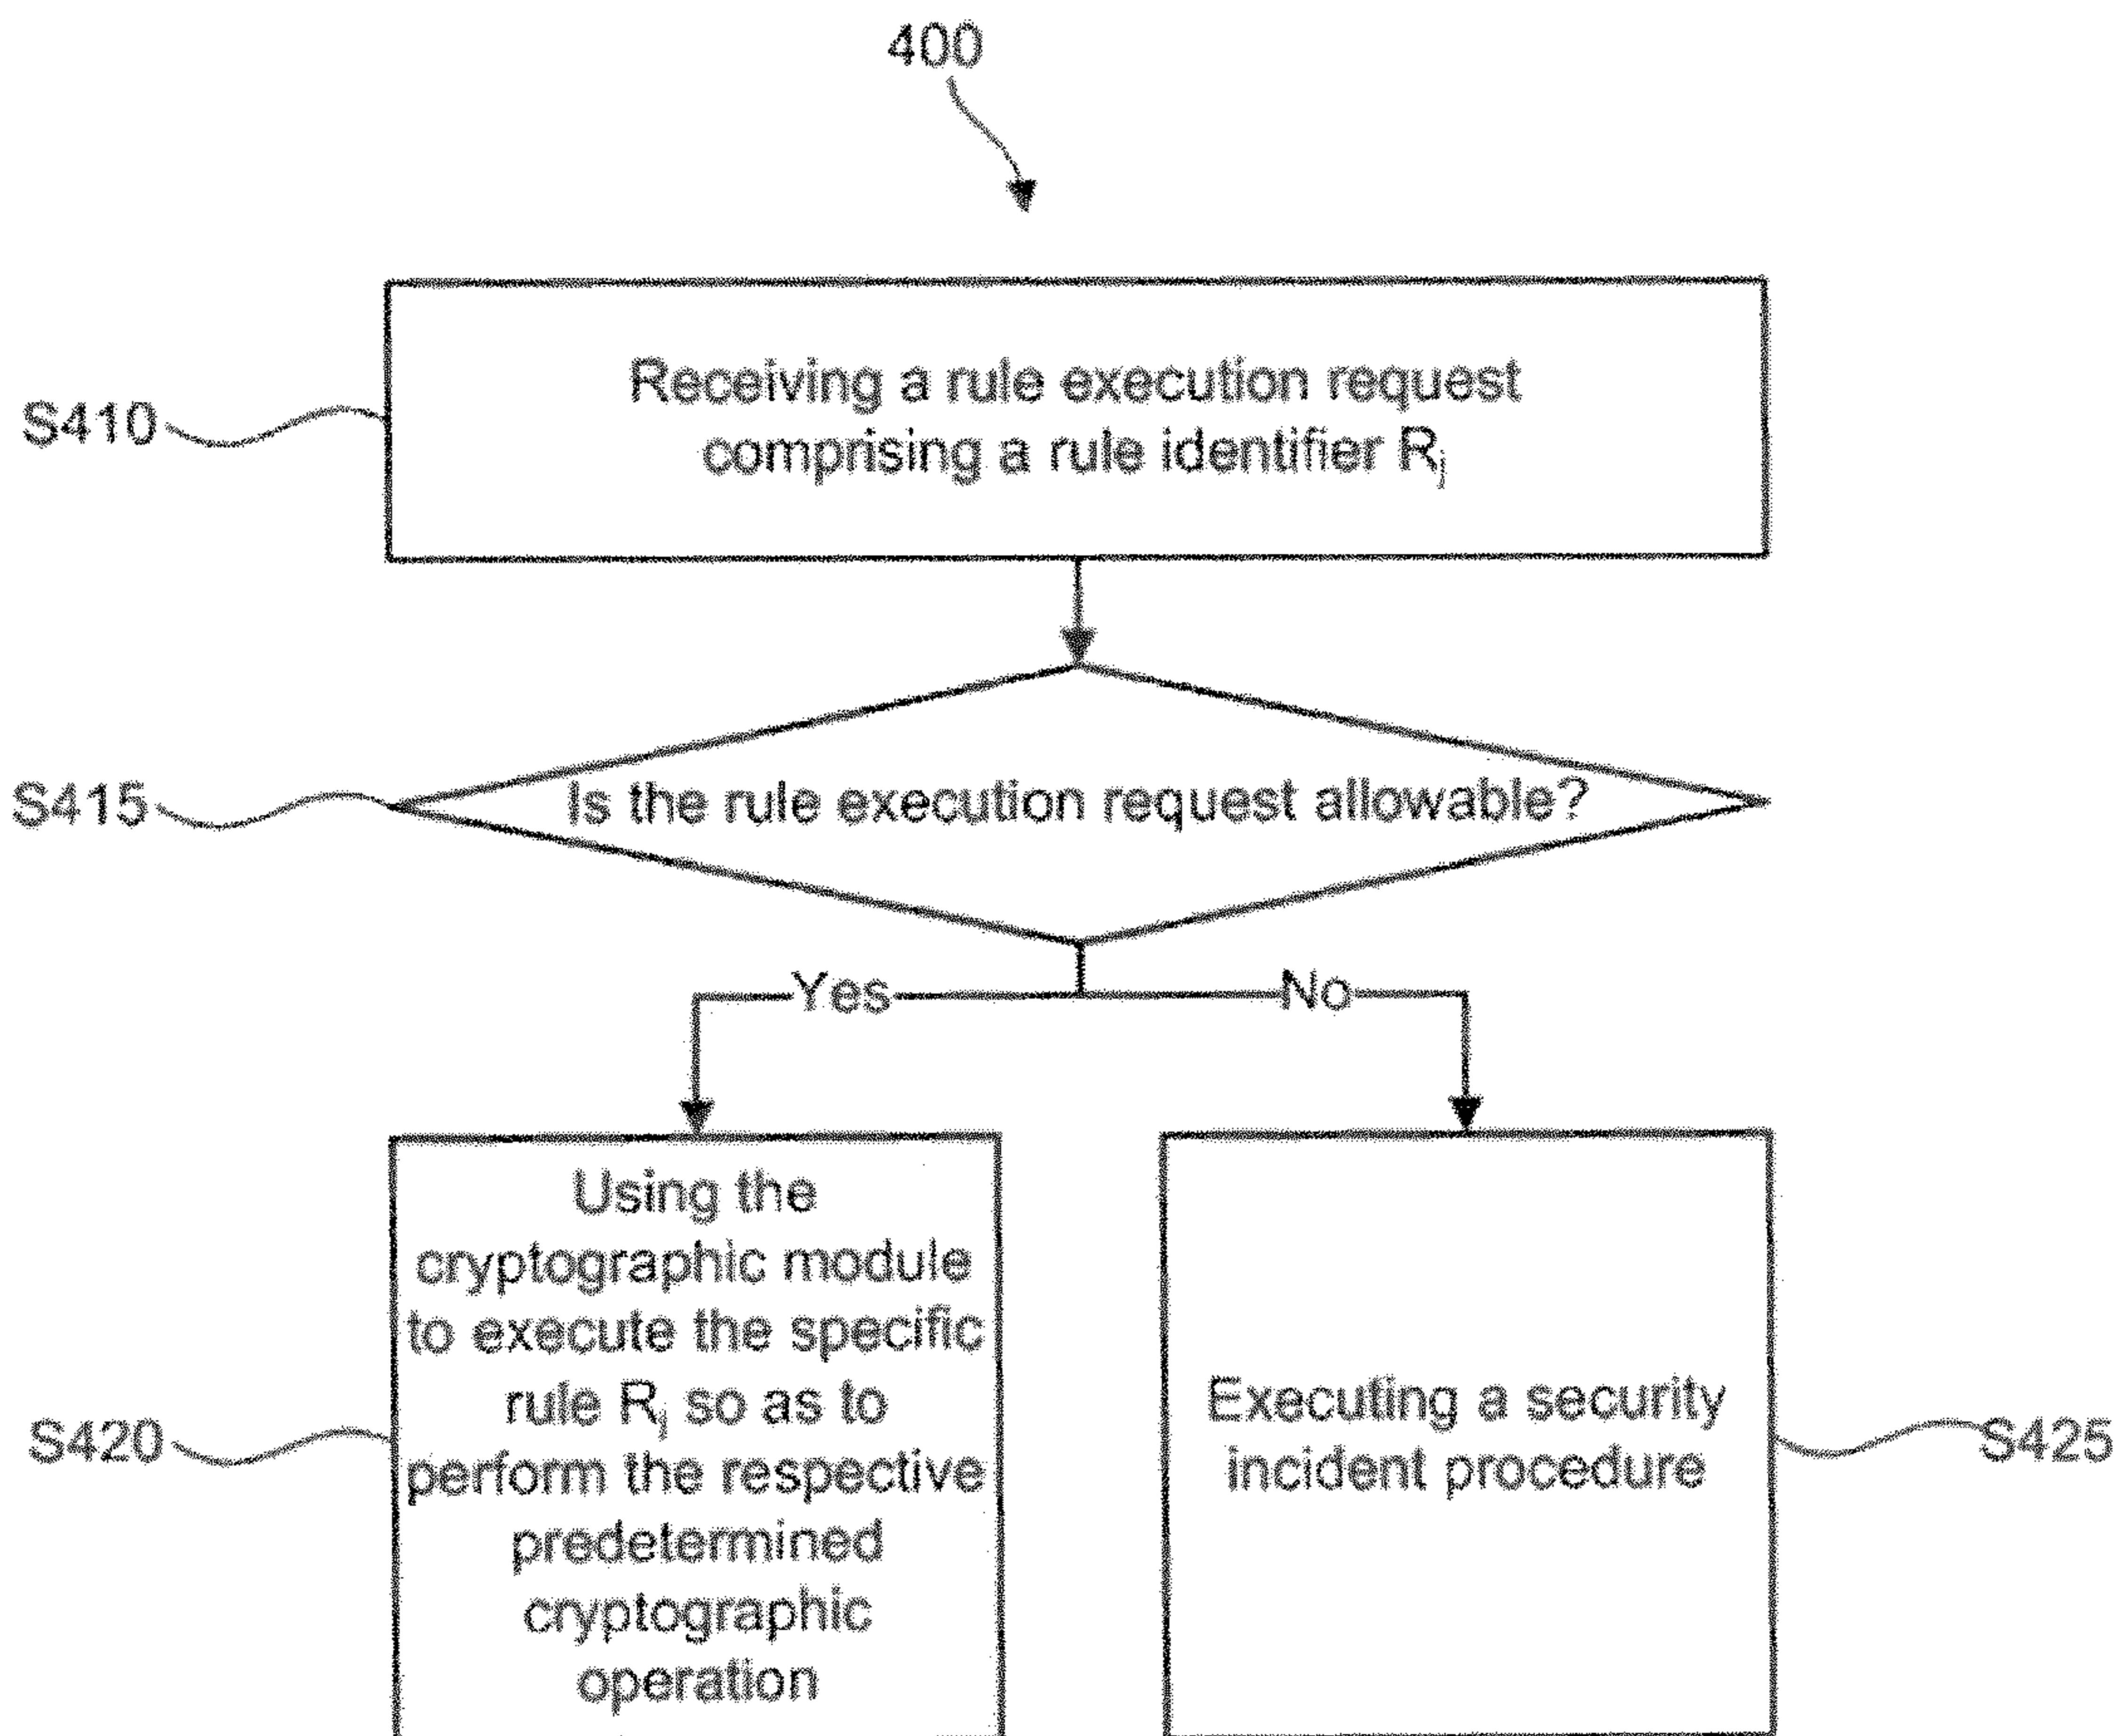 400
S410
Receiving a rule execution request
comprising a rule identifier Rj
S415
Is the rule execution request allowable?
Yes
No
S420
Using the
cryptographic module
to execute the specific
rule Rj so as to
perform the respective
predetermined
cryptographic
operation
Executing a security
incident procedure
S425